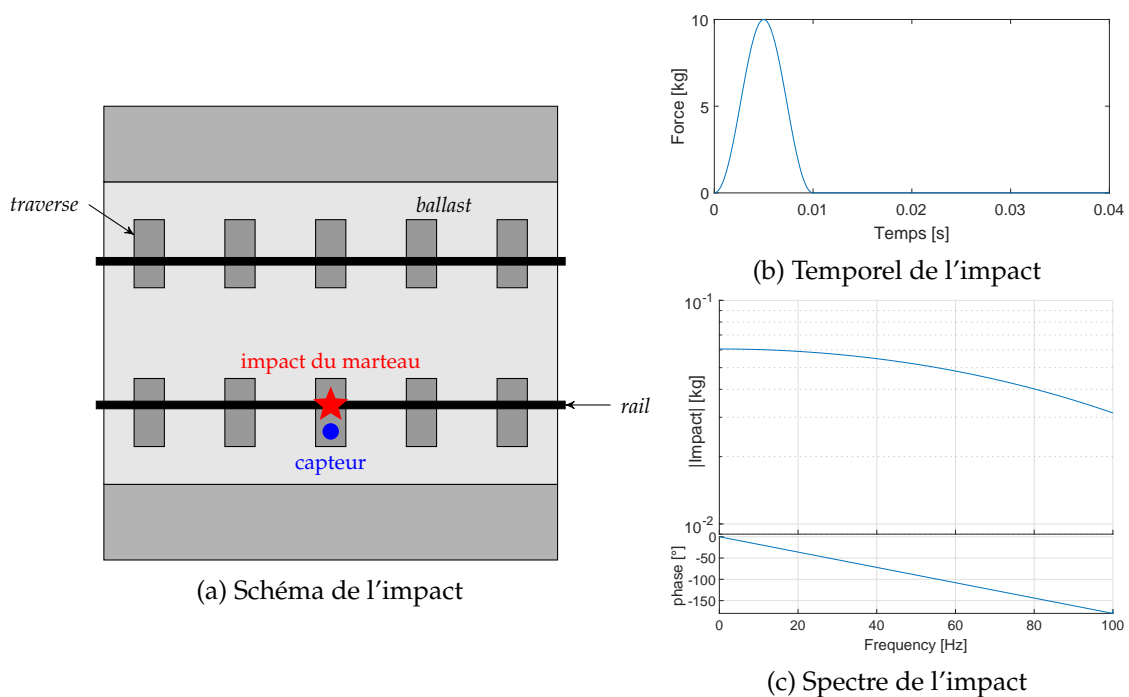 traverse
ballast
impact du marteau
rail
capteur
(a) Schéma de l'impact
10
5
0
Force [kg]
0 0.01 0.02 0.03 0.04
Temps [s]
(b) Temporel de l'impact
10⁻¹
10⁻²
|Impact| [kg]
0
-50
-100
-150
phase [°]
0 20 40 60 80 100
Frequency [Hz]
(c) Spectre de l'impact